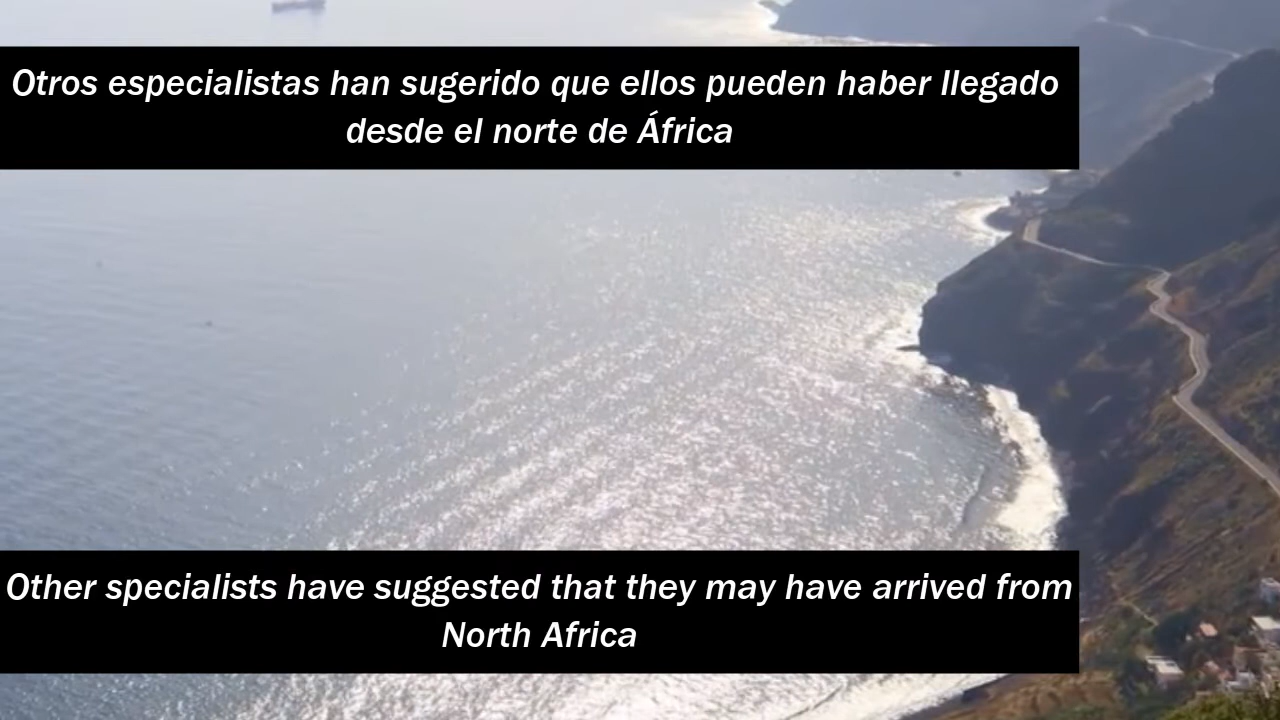 Otros especialistas han sugerido que ellos pueden haber llegado
desde el norte de África
Other specialists have suggested that they may have arrived from
North Africa